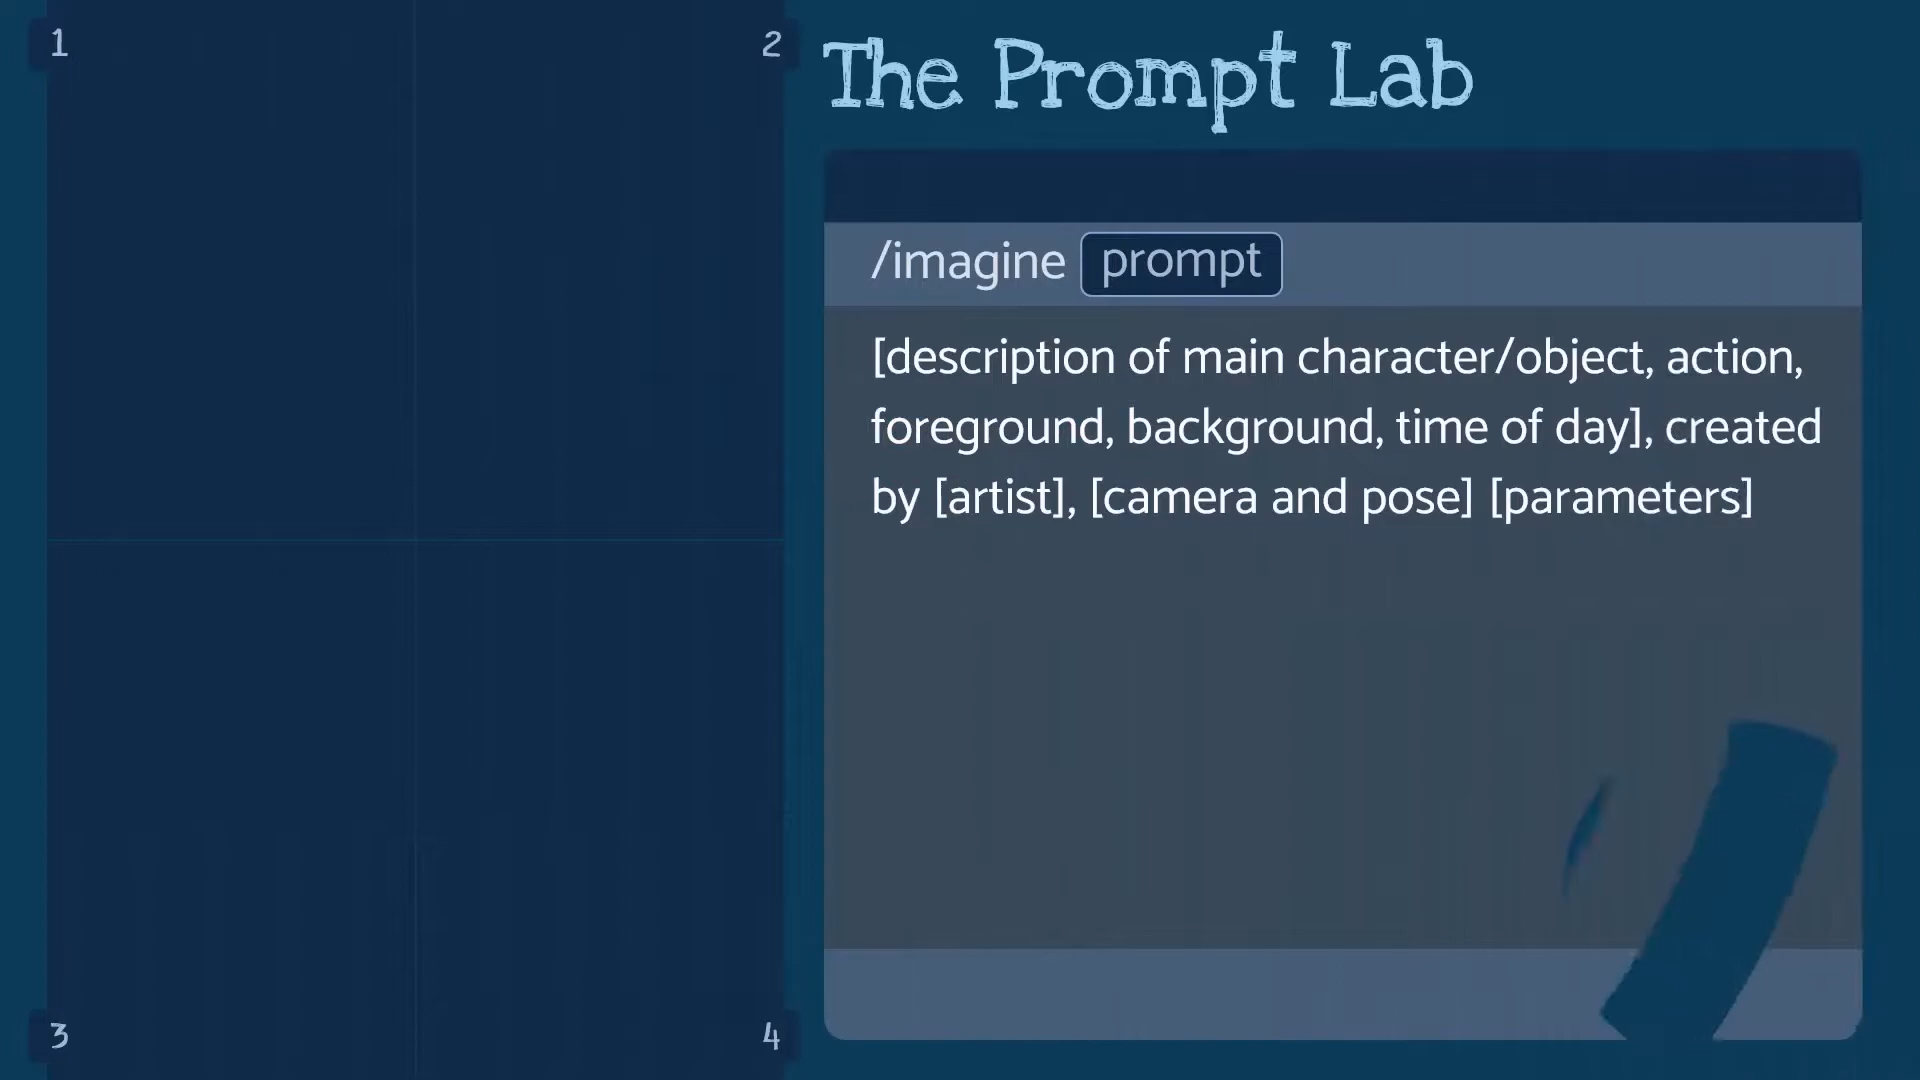 1
2
The Prompt Lab
/imagine prompt
[description of main character/object, action,
foreground, background, time of day], created
by [artist], [camera and pose] [parameters]
3
4